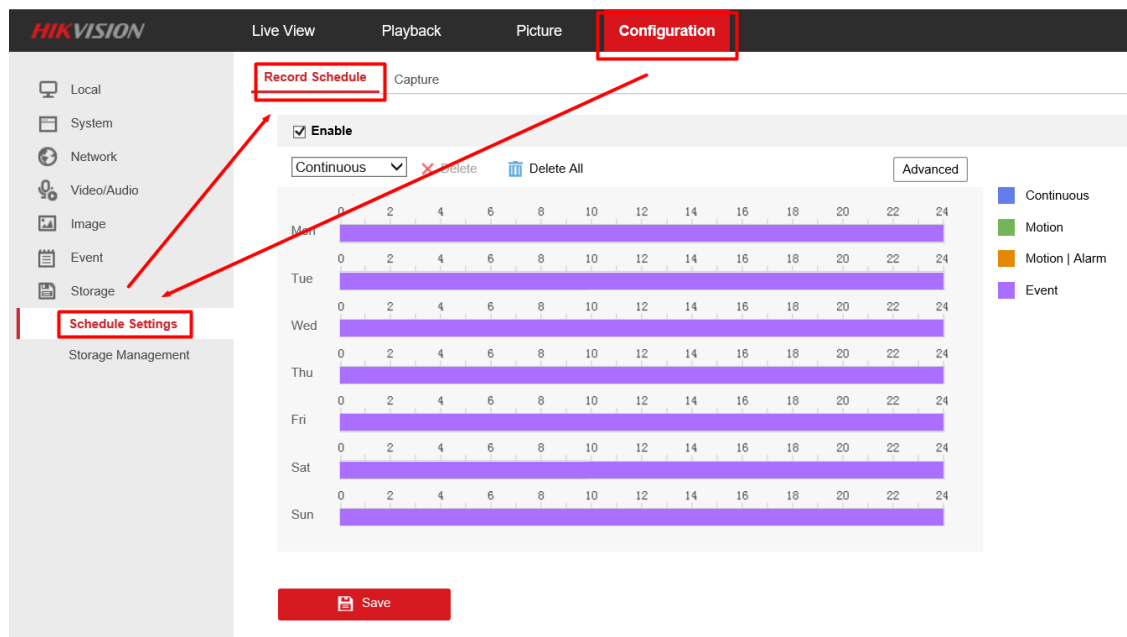 HIKVISION Live View Playback Picture Configuration
Local
System
Network
Video/Audio
Image
Event
Storage
Schedule Settings
Storage Management
Record Schedule Capture
Enable
Continuous Delete Delete All Advanced
0 2 4 6 8 10 12 14 16 18 20 22 24
Mon
0 2 4 6 8 10 12 14 16 18 20 22 24
Tue
0 2 4 6 8 10 12 14 16 18 20 22 24
Wed
0 2 4 6 8 10 12 14 16 18 20 22 24
Thu
0 2 4 6 8 10 12 14 16 18 20 22 24
Fri
0 2 4 6 8 10 12 14 16 18 20 22 24
Sat
0 2 4 6 8 10 12 14 16 18 20 22 24
Sun
Continuous
Motion
Motion | Alarm
Event
Save